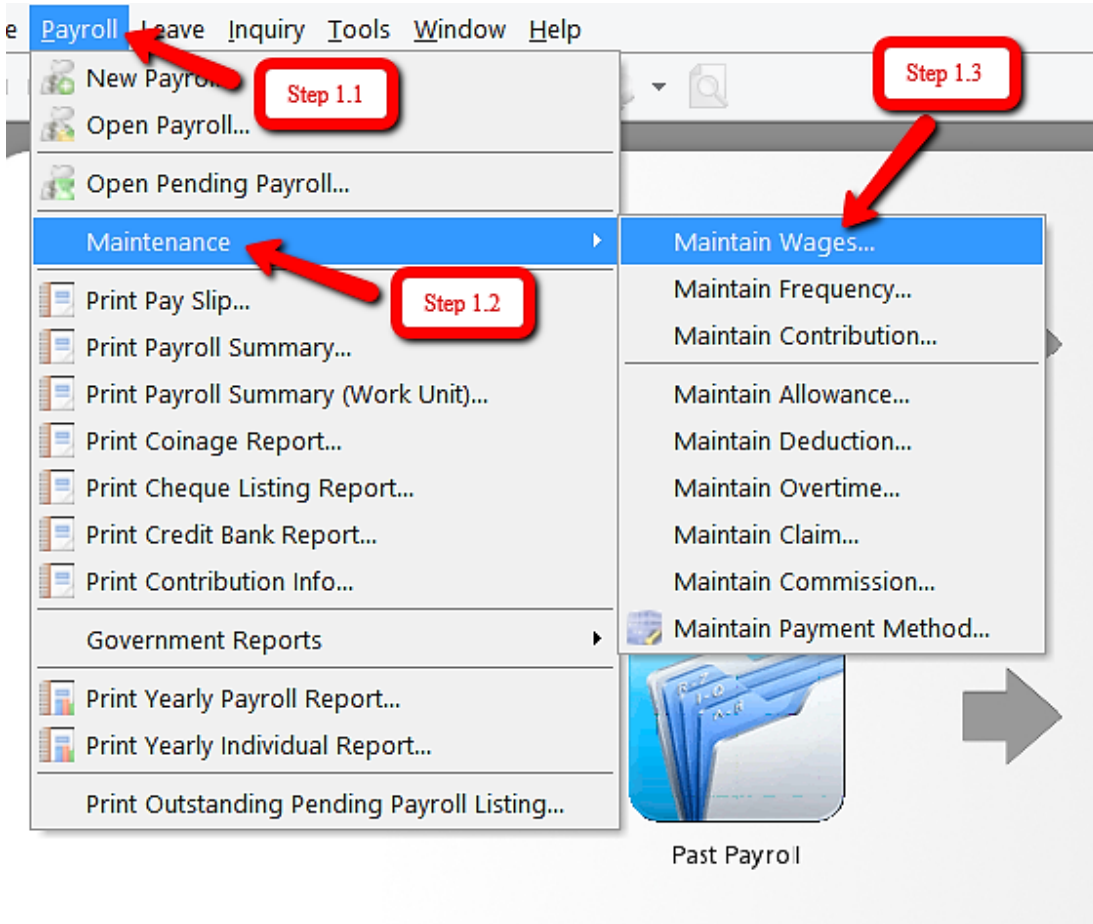 e Payroll Leave Inquiry Tools Window Help
New Payroll...
Step 1.1
Step 1.3
Open Payroll...
Open Pending Payroll...
Maintenance
Step 1.2
Print Pay Slip...
Print Payroll Summary...
Print Payroll Summary (Work Unit)...
Print Coinage Report...
Print Cheque Listing Report...
Print Credit Bank Report...
Print Contribution Info...
Government Reports
Print Yearly Payroll Report...
Print Yearly Individual Report...
Print Outstanding Pending Payroll Listing...
Maintain Wages...
Maintain Frequency...
Maintain Contribution...
Maintain Allowance...
Maintain Deduction...
Maintain Overtime...
Maintain Claim...
Maintain Commission...
Maintain Payment Method...
R-Z
I-Q
A-R
Past Payroll